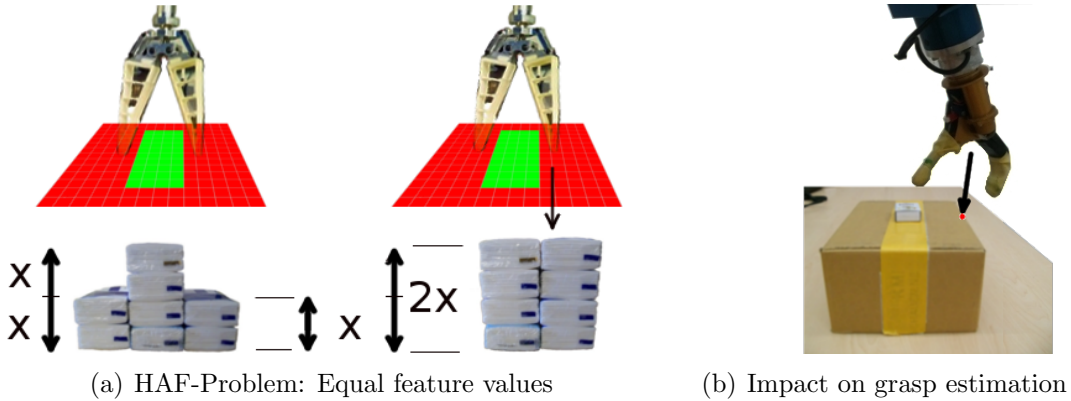 x
x
x
2x
(a) HAF-Problem: Equal feature values
(b) Impact on grasp estimation